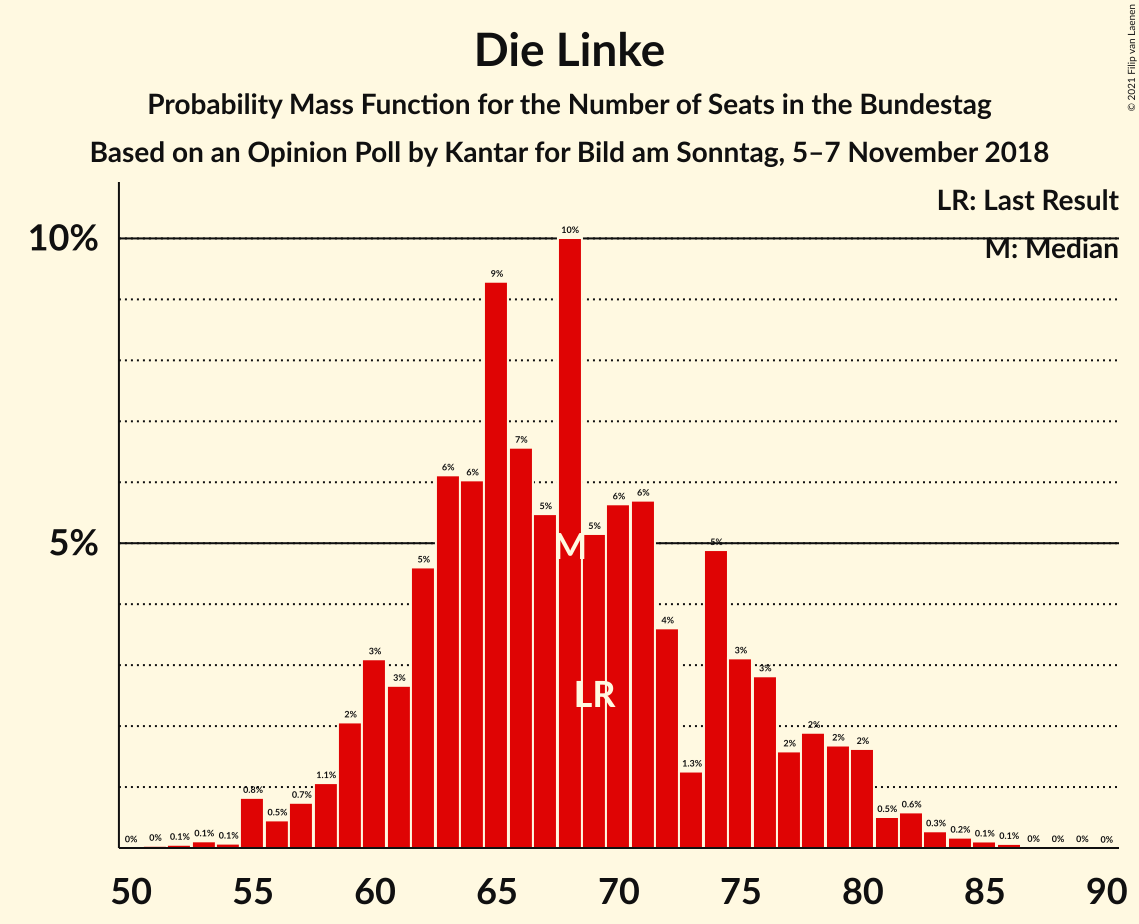 Die Linke
Probability Mass Function for the Number of Seats in the Bundestag
Based on an Opinion Poll by Kantar for Bild am Sonntag, 5–7 November 2018
© 2021 Filip van Laenen
LR: Last Result
M: Median
10%
5%
0% 0% 0.1% 0.1% 0.1% 0.8% 0.5% 0.7% 1.1% 2% 3% 3% 5% 6% 6% 9% 7% 5% 10% 5% 6% 6% 4% 1.3% 5% 3% 3% 2% 2% 2% 2% 0.5% 0.6% 0.3% 0.2% 0.1% 0.1% 0% 0% 0% 0%
M
LR
50 55 60 65 70 75 80 85 90